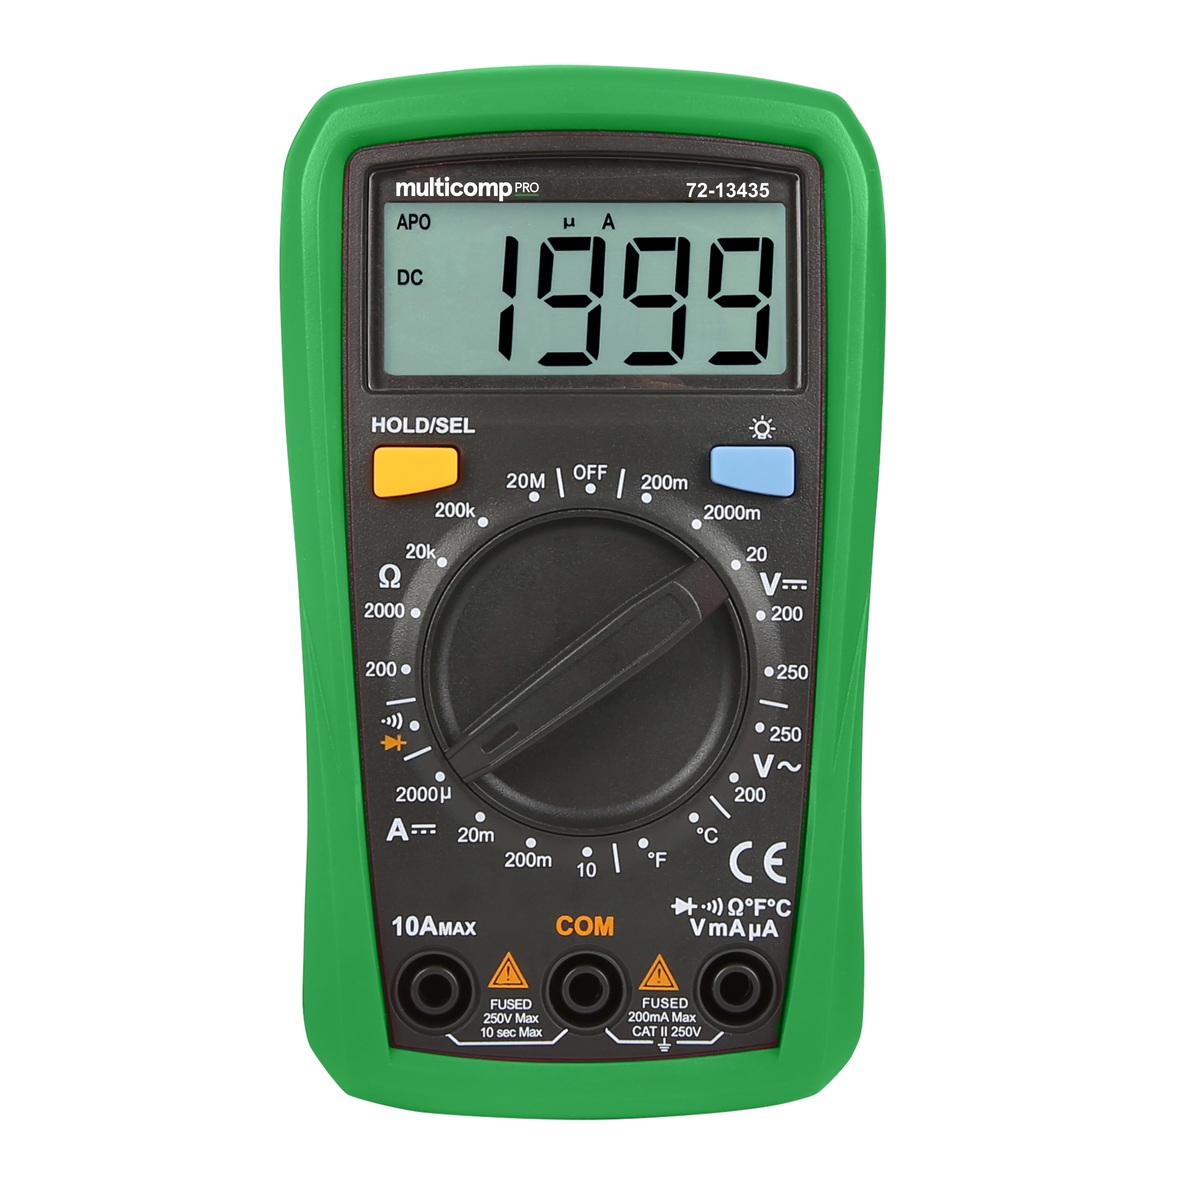 multicomp PRO 72-13435
APO µ A
DC 1999
HOLD/SEL
20M OFF 200m
200k 2000m
20k 20
Ω V⎓
2000 200
200 250
250
V~
2000µ 200
A⎓ 20m °C
200m 10 °F
CE
Ω°F°C
10AMAX COM VmAµA
FUSED FUSED
250V Max 200mA Max
10 sec Max CAT II 250V